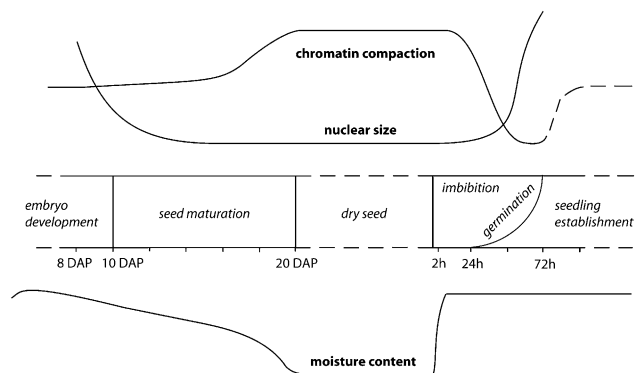 chromatin compaction
nuclear size
embryo
development
seed maturation
dry seed
imbibition
germination
seedling
establishment
8 DAP
10 DAP
20 DAP
2h
24h
72h
moisture content